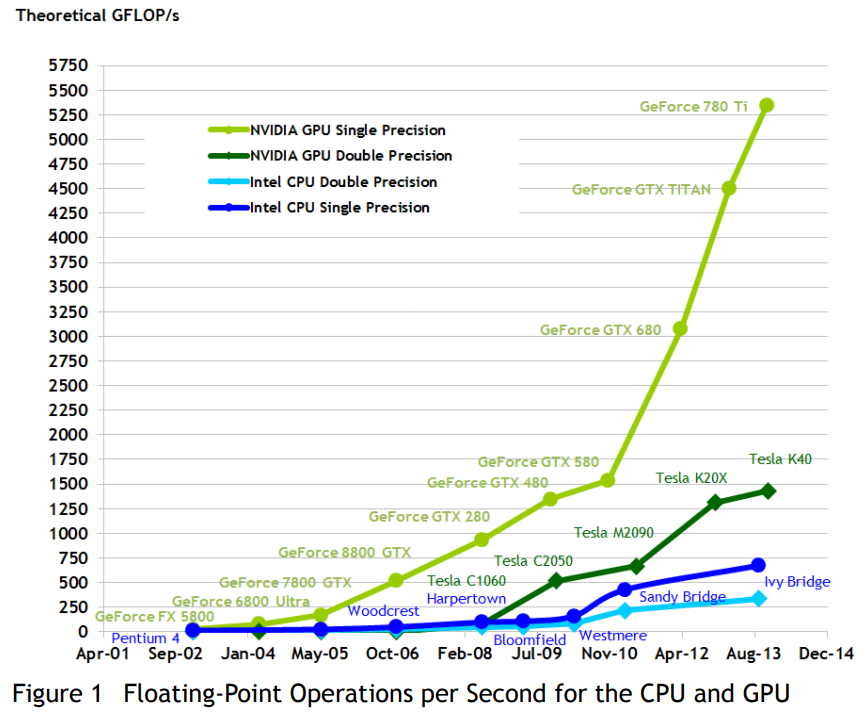 Theoretical GFLOP/s
5750
5500
5250
5000
4750
4500
4250
4000
3750
3500
3250
3000
2750
2500
2250
2000
1750
1500
1250
1000
750
500
250
0
NVIDIA GPU Single Precision
NVIDIA GPU Double Precision
Intel CPU Double Precision
Intel CPU Single Precision
GeForce 780 Ti
GeForce GTX TITAN
GeForce GTX 680
GeForce GTX 580
GeForce GTX 480
GeForce GTX 280
GeForce 8800 GTX
GeForce 7800 GTX
GeForce 6800 Ultra
GeForce FX 5800
Tesla K40
Tesla K20X
Tesla M2090
Tesla C2050
Tesla C1060
Harpertown
Woodcrest
Pentium 4
Bloomfield
Westmere
Sandy Bridge
Ivy Bridge
Apr-01 Sep-02 Jan-04 May-05 Oct-06 Feb-08 Jul-09 Nov-10 Apr-12 Aug-13 Dec-14
Figure 1 Floating-Point Operations per Second for the CPU and GPU